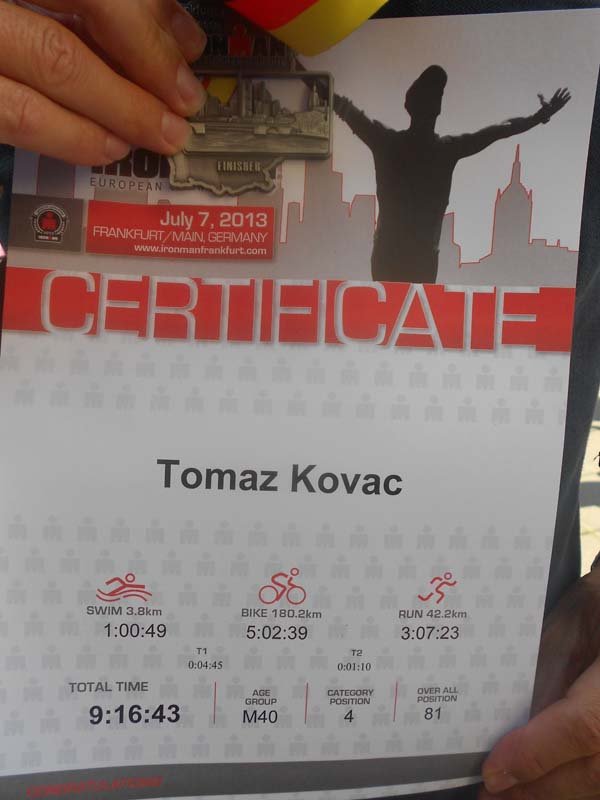 FINISHER
EUROPEAN
July 7, 2013
FRANKFURT/MAIN, GERMANY
www.ironmanfrankfurt.com
CERTIFICATE
Tomaz Kovac
SWIM 3.8km
1:00:49
BIKE 180.2km
5:02:39
RUN 42.2km
3:07:23
T1
0:04:45
T2
0:01:10
TOTAL TIME
9:16:43
AGE
GROUP
M40
CATEGORY
POSITION
4
OVER ALL
POSITION
81